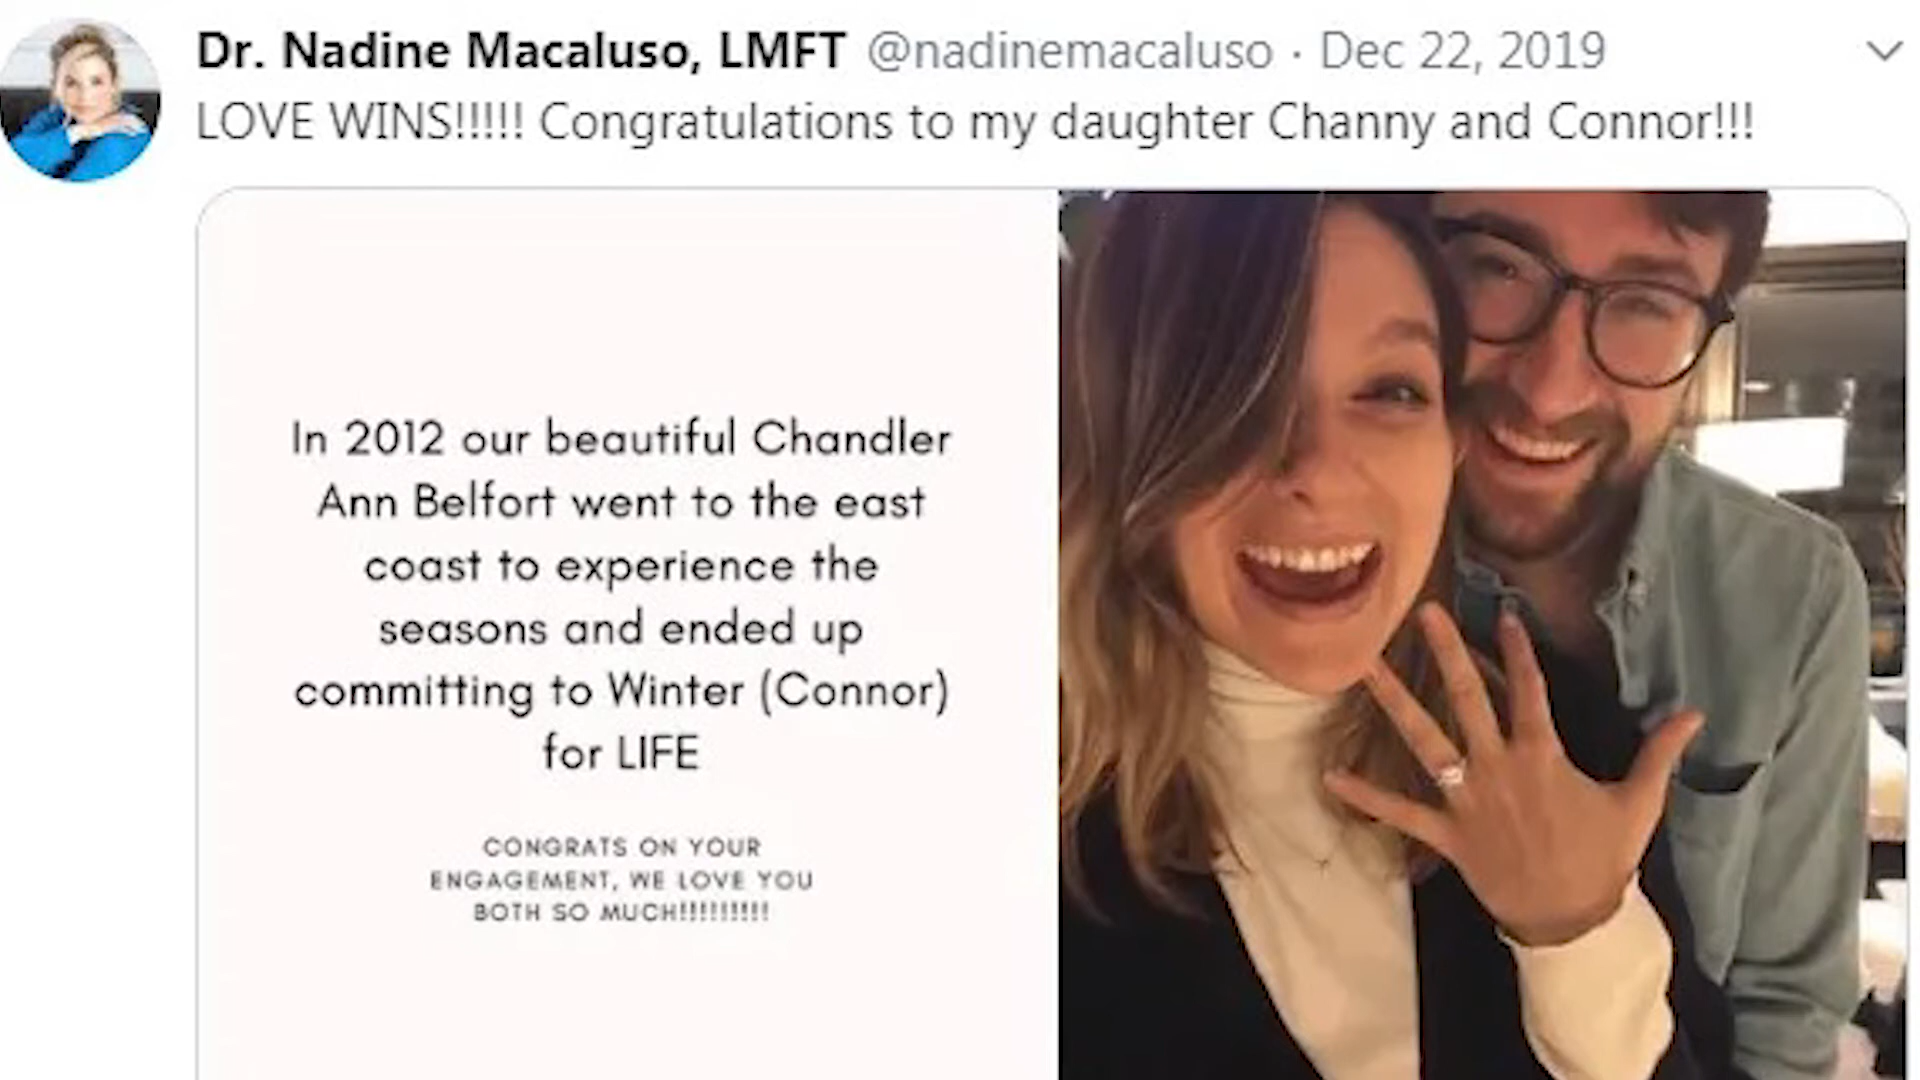 Dr. Nadine Macaluso, LMFT @nadinemacaluso · Dec 22, 2019
LOVE WINS!!!!! Congratulations to my daughter Channy and Connor!!!
In 2012 our beautiful Chandler
Ann Belfort went to the east
coast to experience the
seasons and ended up
committing to Winter (Connor)
for LIFE
CONGRATS ON YOUR
ENGAGEMENT, WE LOVE YOU
BOTH SO MUCH!!!!!!!!!!